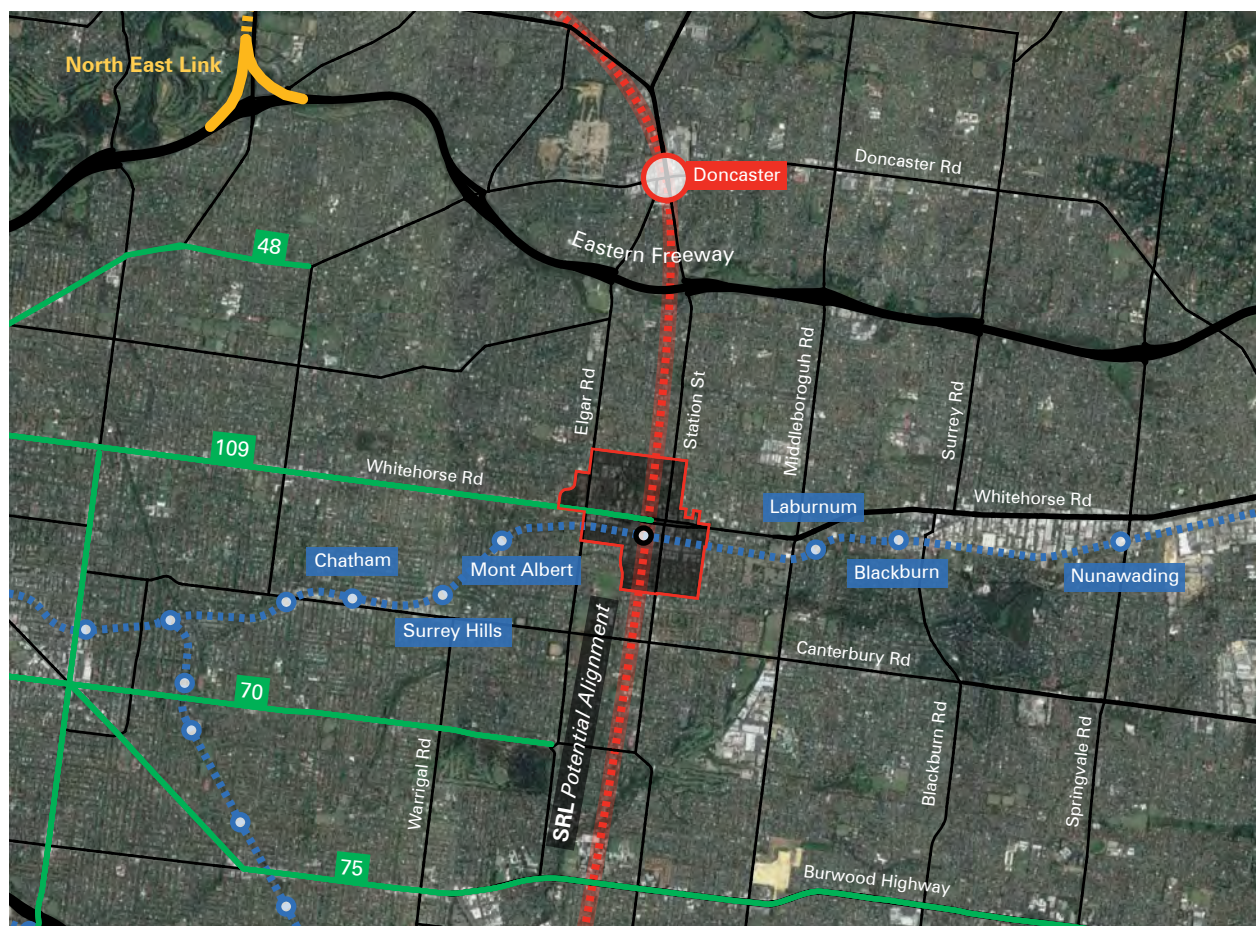 North East Link
Doncaster Rd
Doncaster
48
Eastern Freeway
Elgar Rd
Station St
Middleboroguh Rd
Surrey Rd
109
Whitehorse Rd
Whitehorse Rd
Laburnum
Chatham
Mont Albert
Blackburn
Nunawading
Surrey Hills
SRL Potential Alignment
Canterbury Rd
70
Warrigal Rd
Blackburn Rd
Springvale Rd
75
Burwood Highway